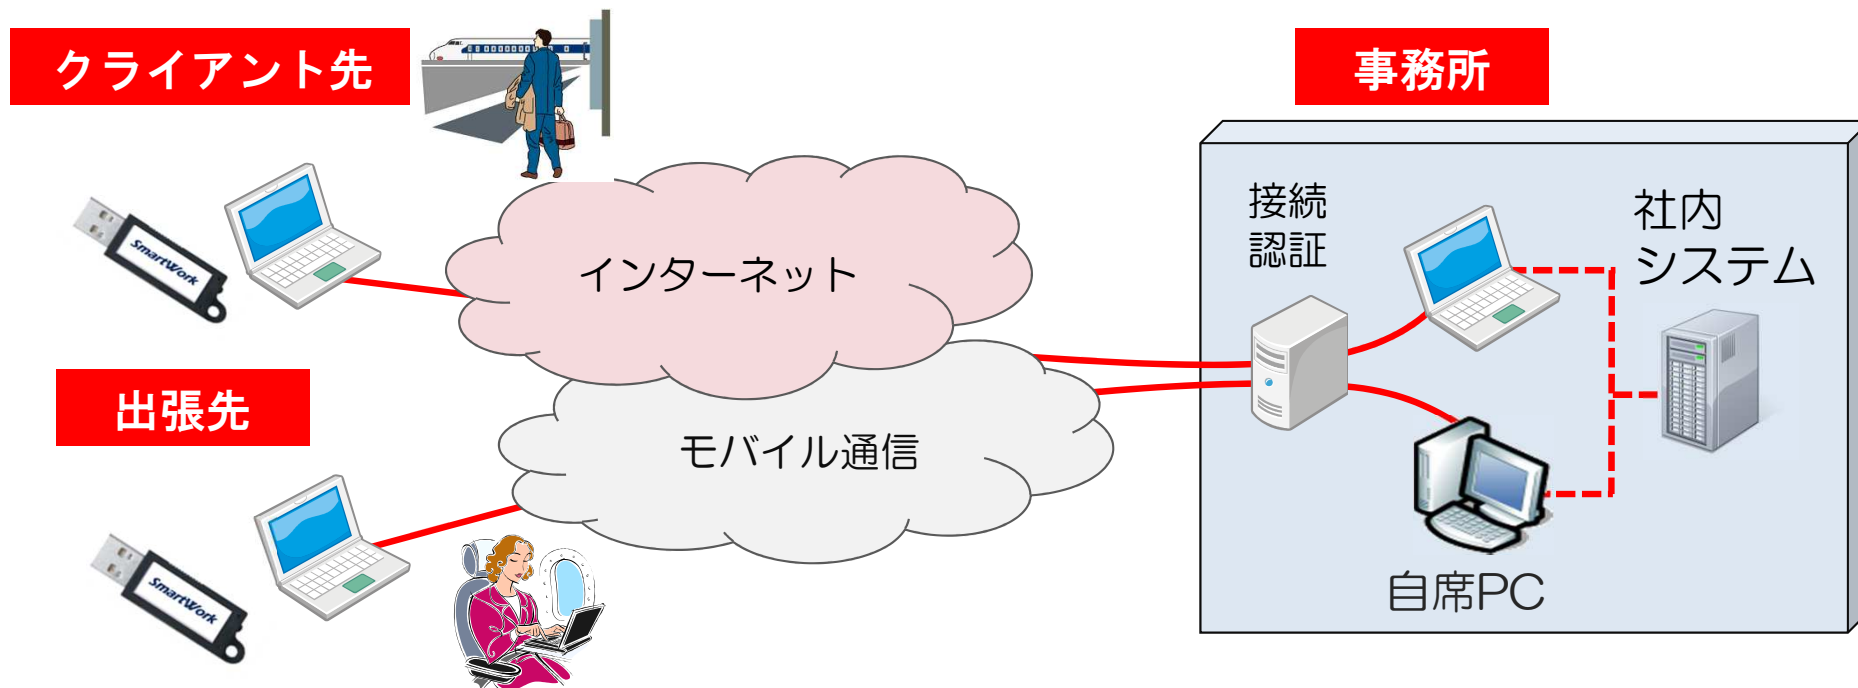 クライアント先
事務所
接続
認証
社内
システム
SmartWork
インターネット
出張先
モバイル通信
SmartWork
自席PC